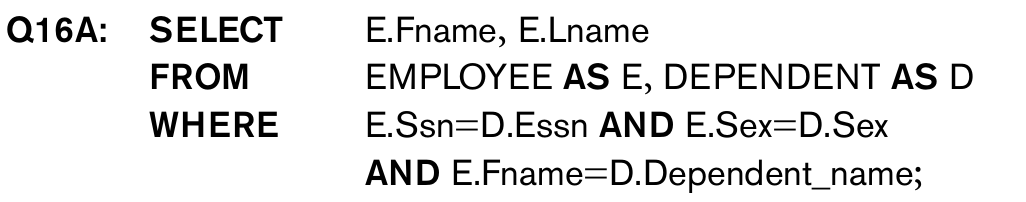 Q16A: SELECT E.Fname, E.Lname
FROM EMPLOYEE AS E, DEPENDENT AS D
WHERE E.Ssn=D.Essn AND E.Sex=D.Sex
AND E.Fname=D.Dependent_name;